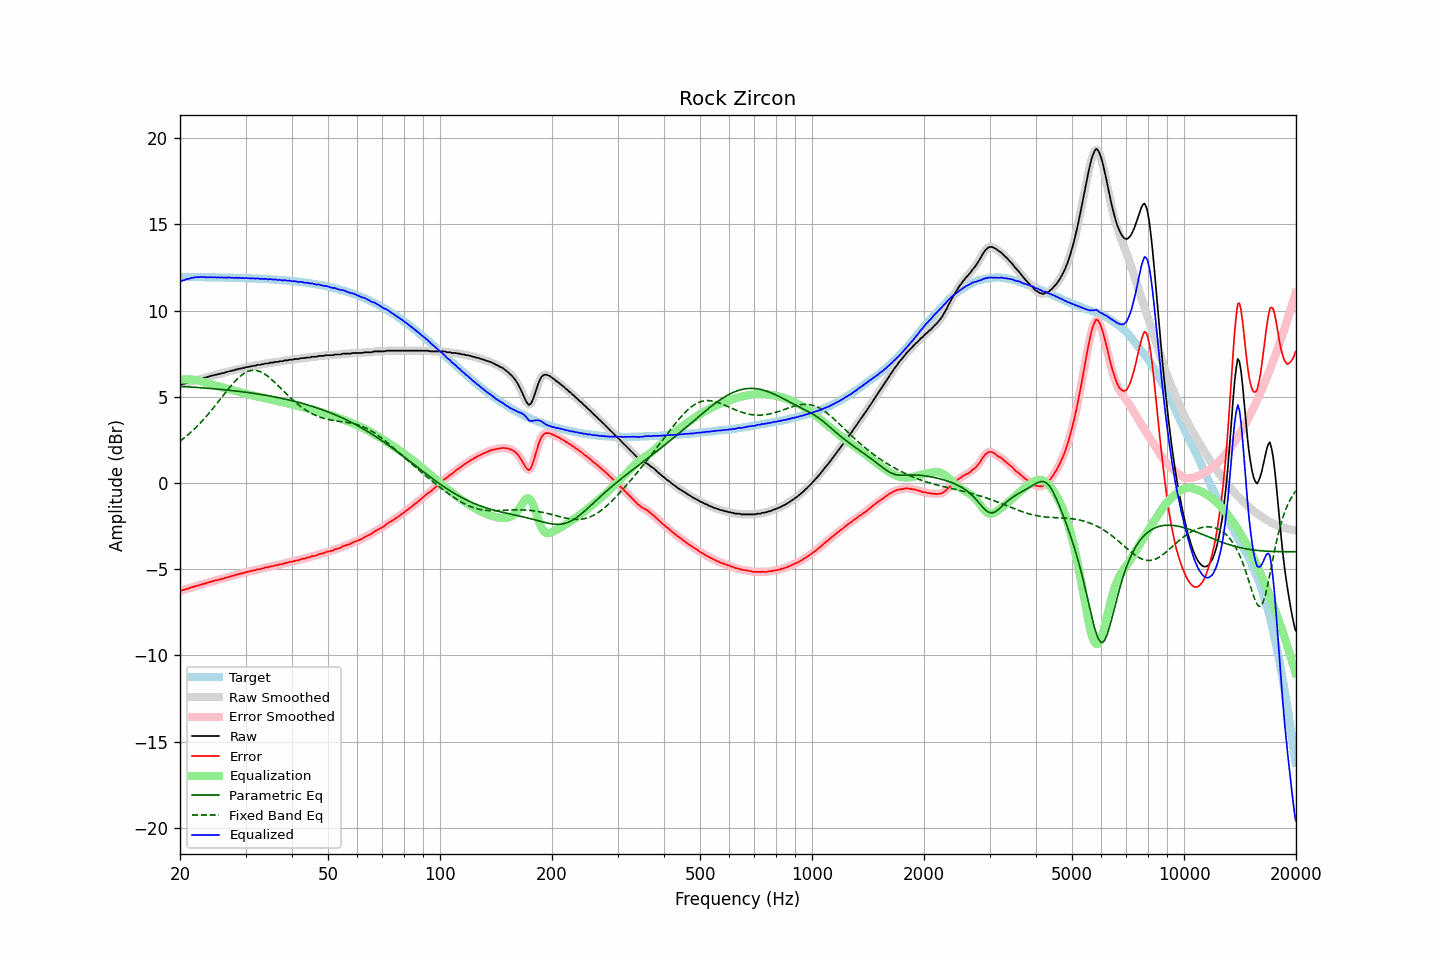 Rock Zircon
20
15
10
5
0
−5
−10
−15
−20
Amplitude (dBr)
Target
Raw Smoothed
Error Smoothed
Raw
Error
Equalization
Parametric Eq
Fixed Band Eq
Equalized
20 50 100 200 500 1000 2000 5000 10000 20000
Frequency (Hz)